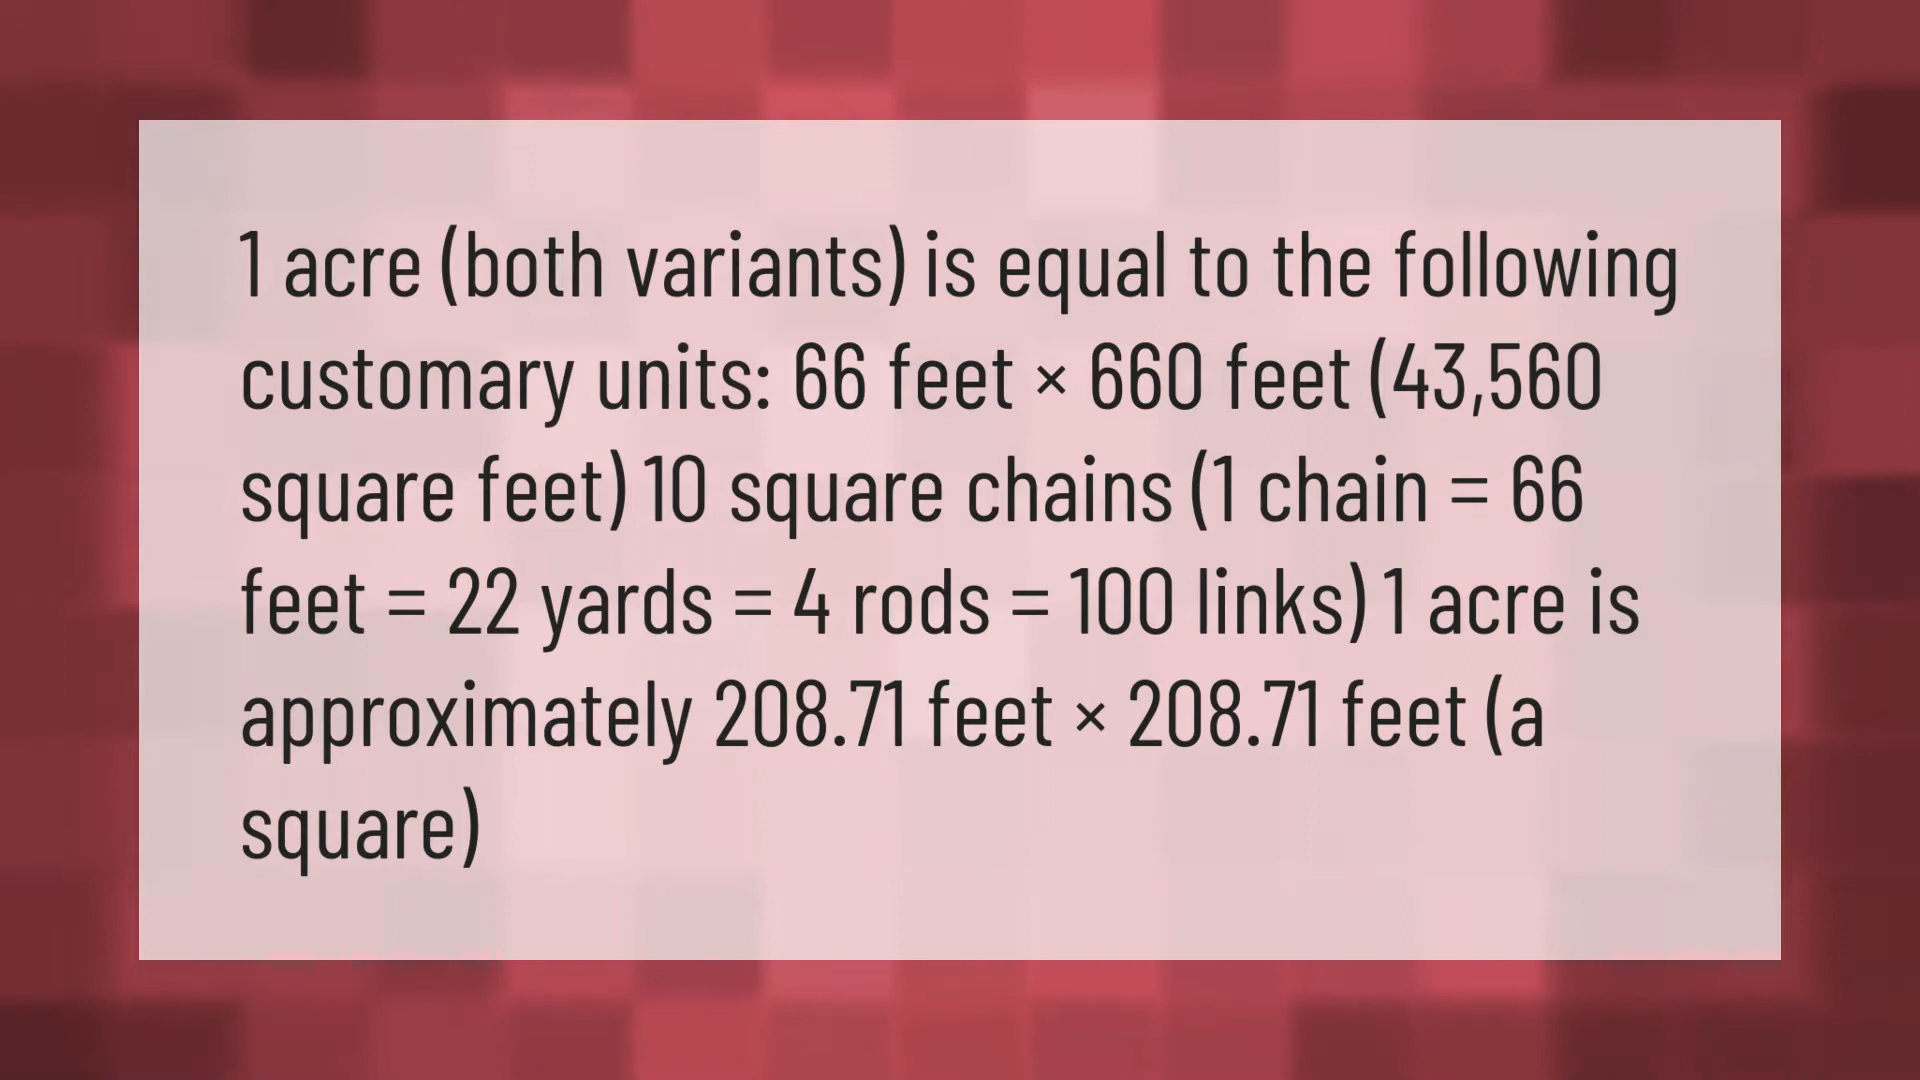 1 acre (both variants) is equal to the following
customary units: 66 feet × 660 feet (43,560
square feet) 10 square chains (1 chain = 66
feet = 22 yards = 4 rods = 100 links) 1 acre is
approximately 208.71 feet × 208.71 feet (a
square)